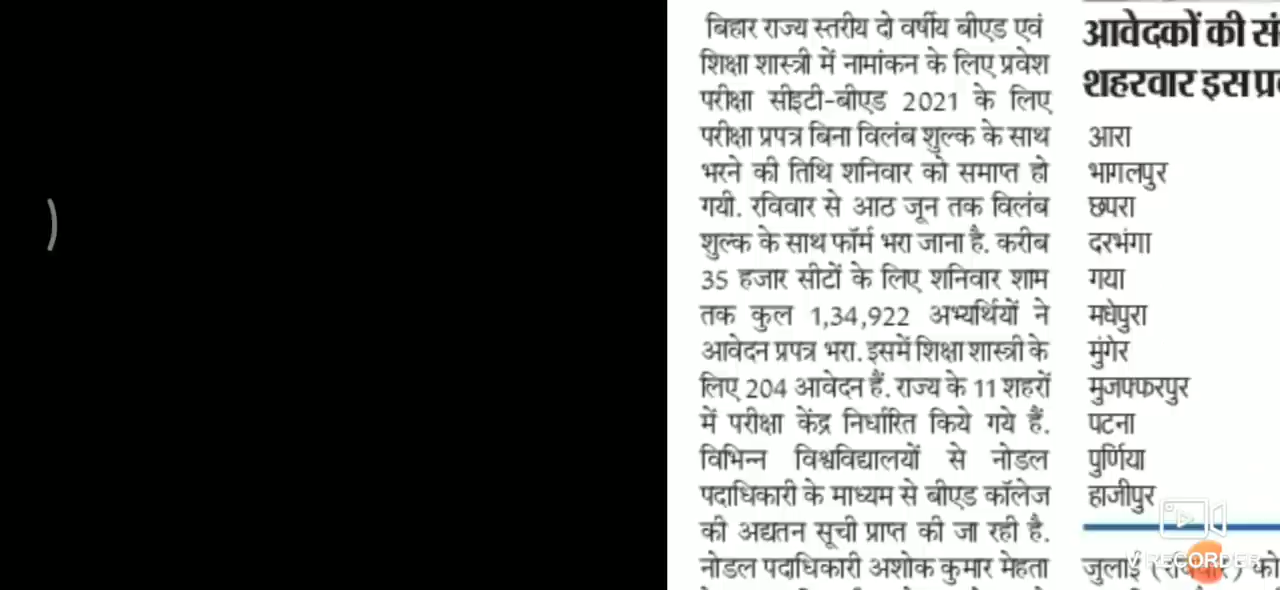 बिहार राज्य स्तरीय दो वर्षीय बीएड एवं
शिक्षा शास्त्री में नामांकन के लिए प्रवेश
परीक्षा सीइटी-बीएड 2021 के लिए
परीक्षा प्रपत्र बिना विलंब शुल्क के साथ
भरने की तिथि शनिवार को समाप्त हो
गयी. रविवार से आठ जून तक विलंब
शुल्क के साथ फॉर्म भरा जाना है. करीब
35 हजार सीटों के लिए शनिवार शाम
तक कुल 1,34,922 अभ्यर्थियों ने
आवेदन प्रपत्र भरा. इसमें शिक्षा शास्त्री के
लिए 204 आवेदन हैं. राज्य के 11 शहरों
में परीक्षा केंद्र निर्धारित किये गये हैं.
विभिन्न विश्वविद्यालयों से नोडल
पदाधिकारी के माध्यम से बीएड कॉलेज
की अद्यतन सूची प्राप्त की जा रही है.
नोडल पदाधिकारी अशोक कुमार मेहता
आवेदकों की
शहरवार इस
आरा
भागलपुर
छपरा
दरभंगा
गया
मधेपुरा
मुंगेर
मुजफ्फरपुर
पटना
पुर्णिया
हाजीपुर
जुलाई (रविवार) को
V RECORDER